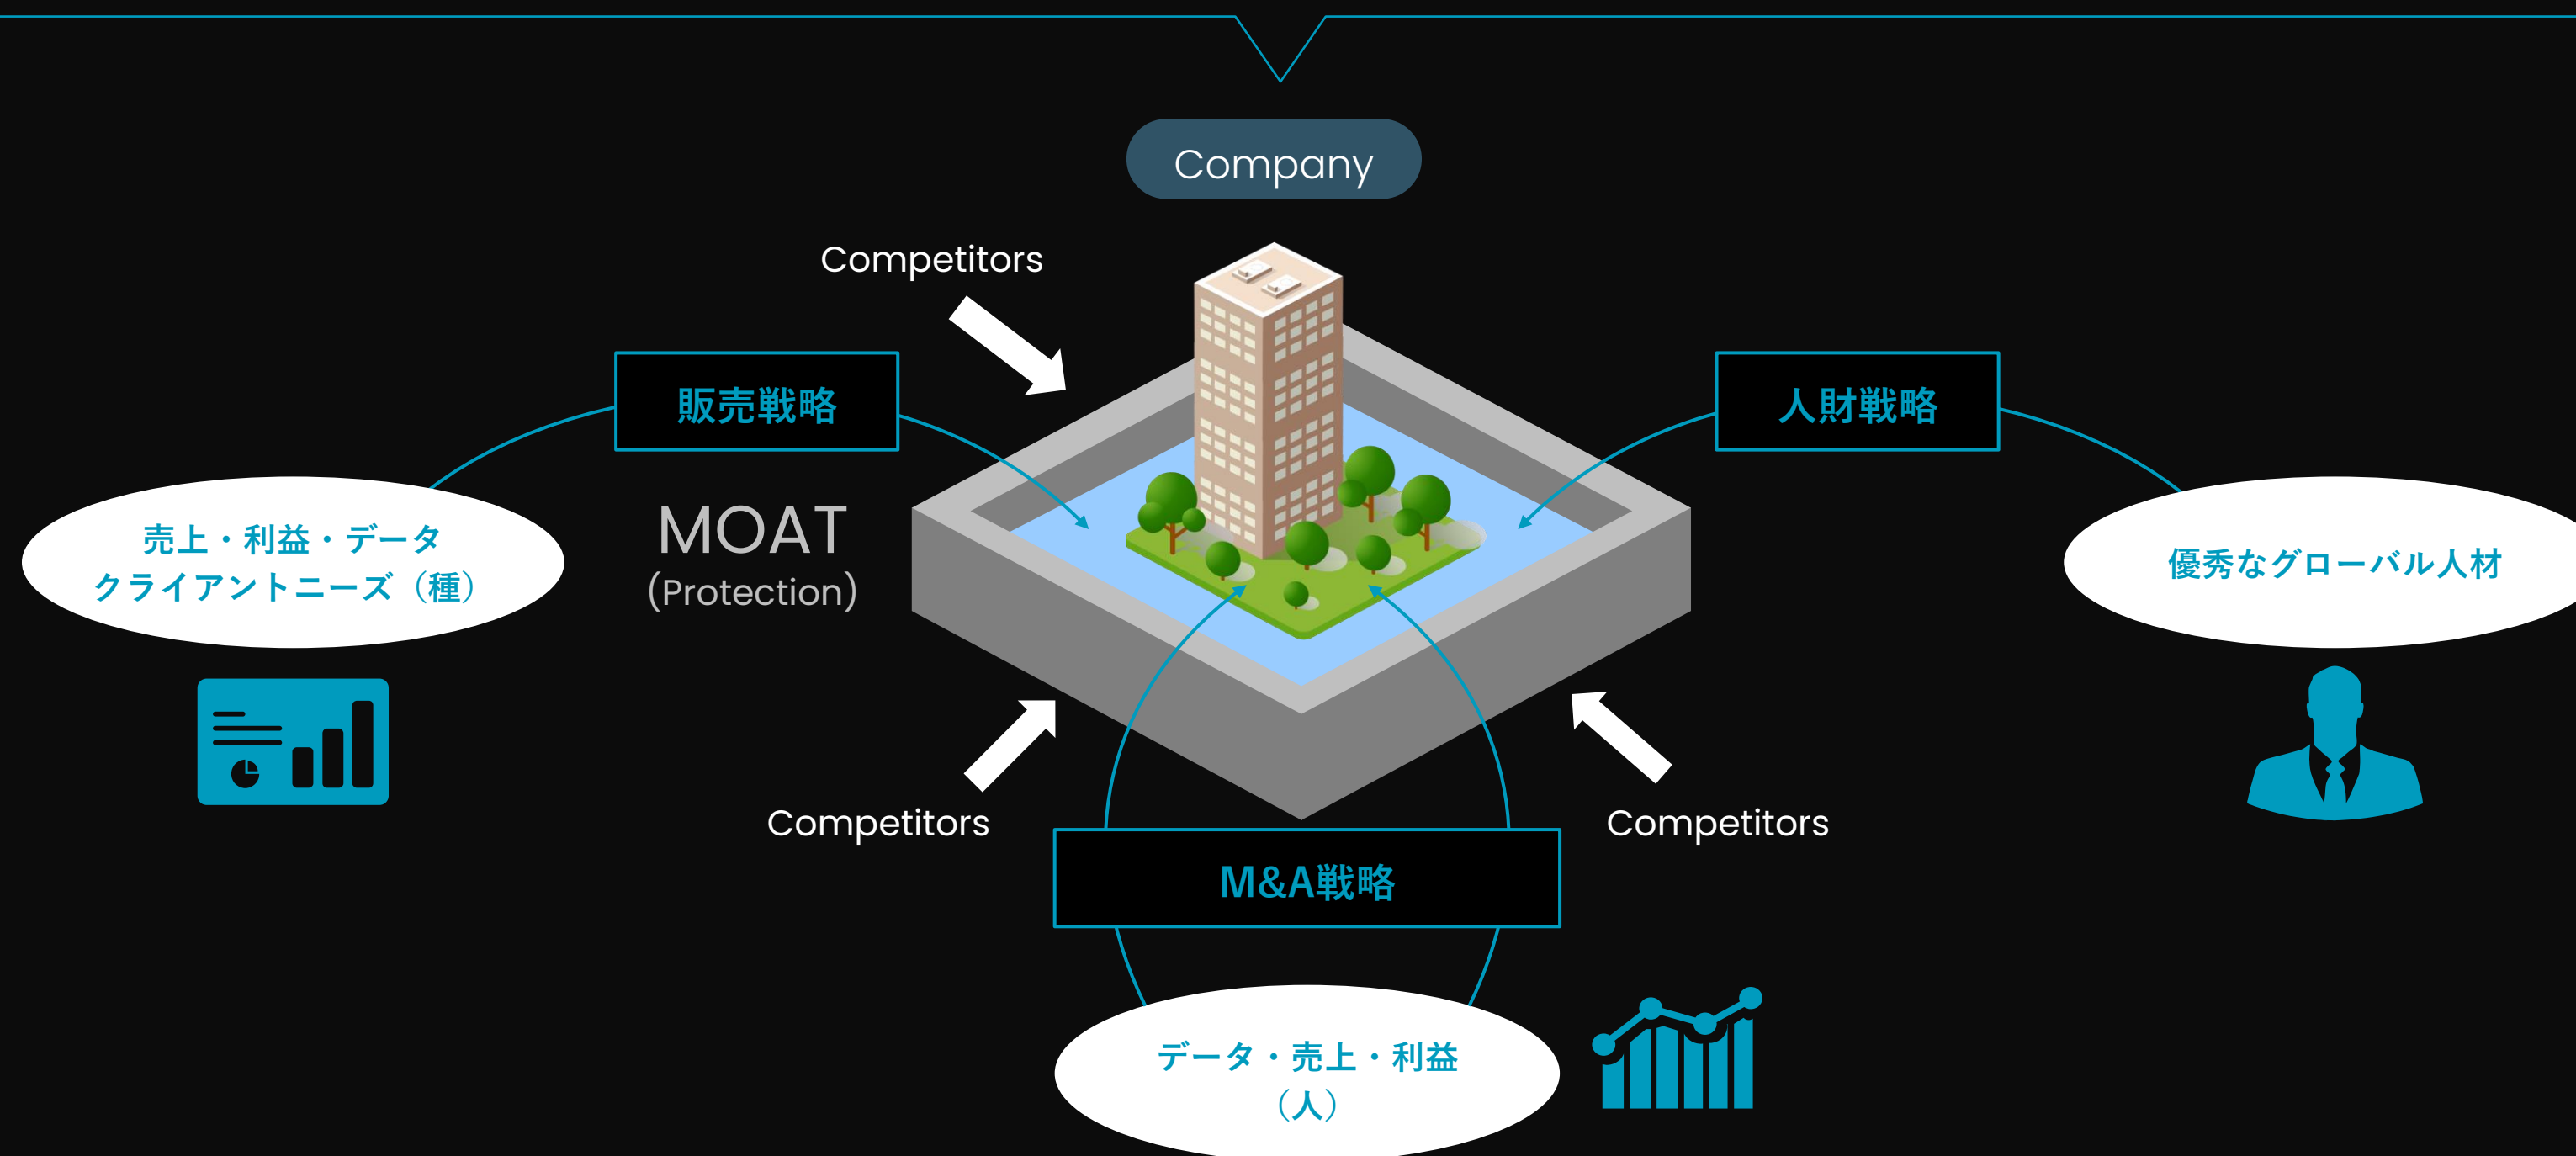 Company
Competitors
販売戦略
人財戦略
売上・利益・データ
クライアントニーズ（種）
MOAT
(Protection)
優秀なグローバル人材
Competitors
Competitors
M&A戦略
データ・売上・利益
（人）